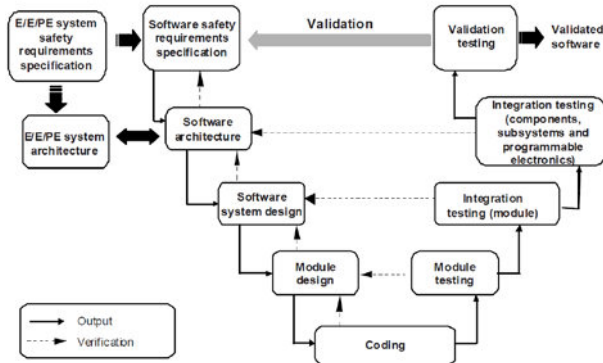 E/E/PE system
safety
requirements
specification
Software safety
requirements
specification
Validation
Validation
testing
Validated
software
E/E/PE system
architecture
Software
architecture
Integration testing
(components,
subsystems and
programmable
electronics)
Software
system design
Integration
testing (module)
Module
design
Module
testing
Coding
Output
Verification